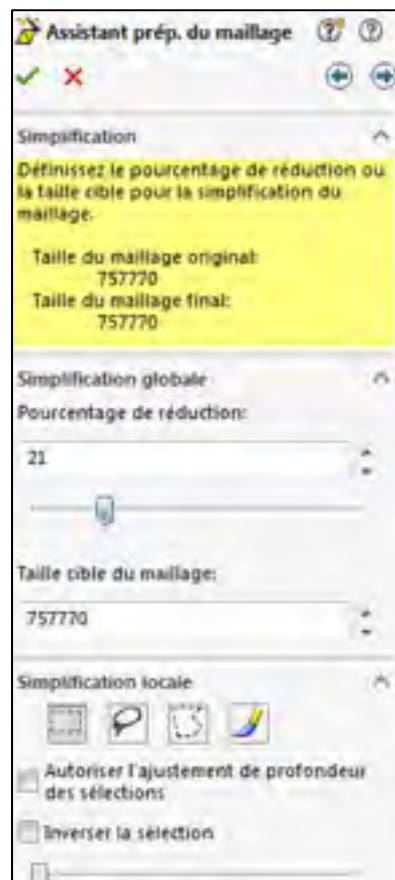 Assistant prép. du maillage
Simplification
Définissez le pourcentage de réduction ou
la taille cible pour la simplification du
maillage.
Taille du maillage original:
757770
Taille du maillage final:
757770
Simplification globale
Pourcentage de réduction:
21
Taille cible du maillage:
757770
Simplification locale
Autoriser l'ajustement de profondeur
des sélections
Inverser la sélection